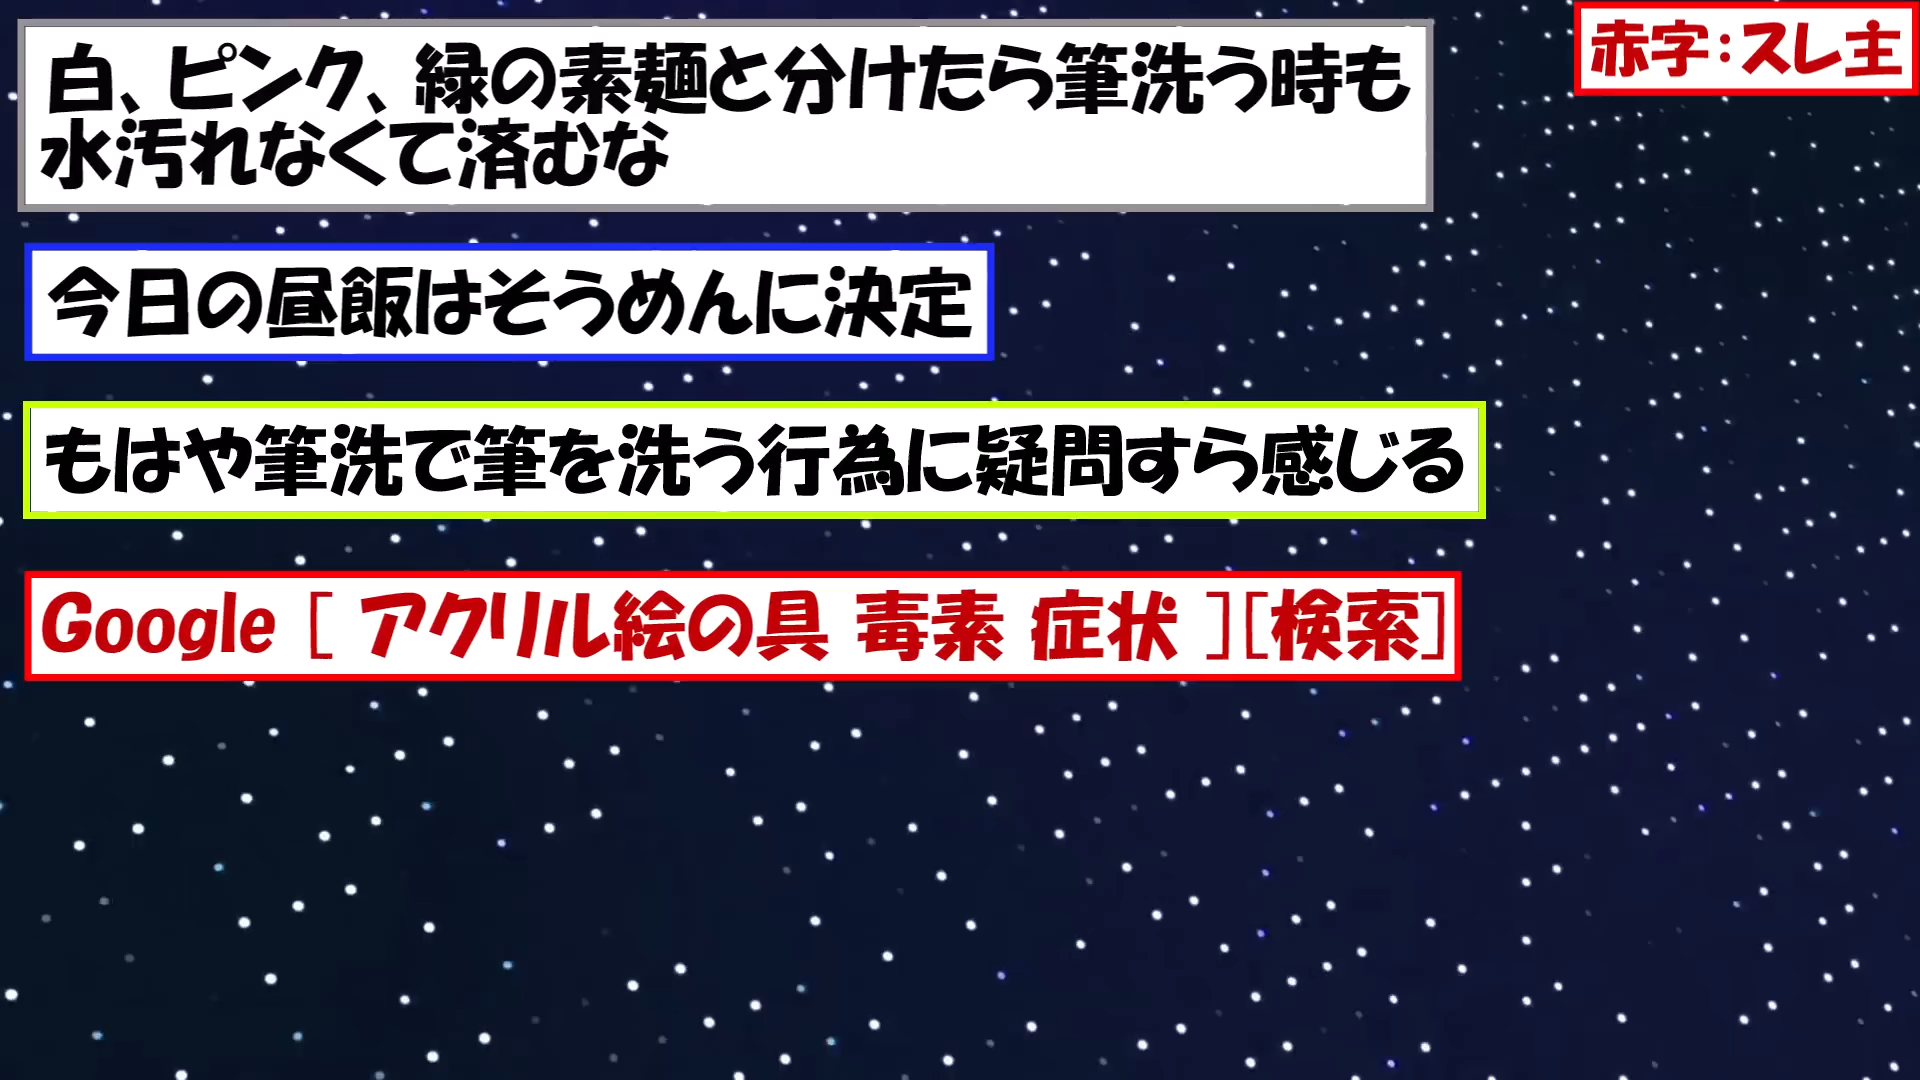 赤字：スレ主
白、ピンク、緑の素麺と分けたら筆洗う時も
水汚れなくて済むな
今日の昼飯はそうめんに決定
もはや筆洗で筆を洗う行為に疑問すら感じる
Google [ アクリル絵の具 毒素 症状 ][検索]